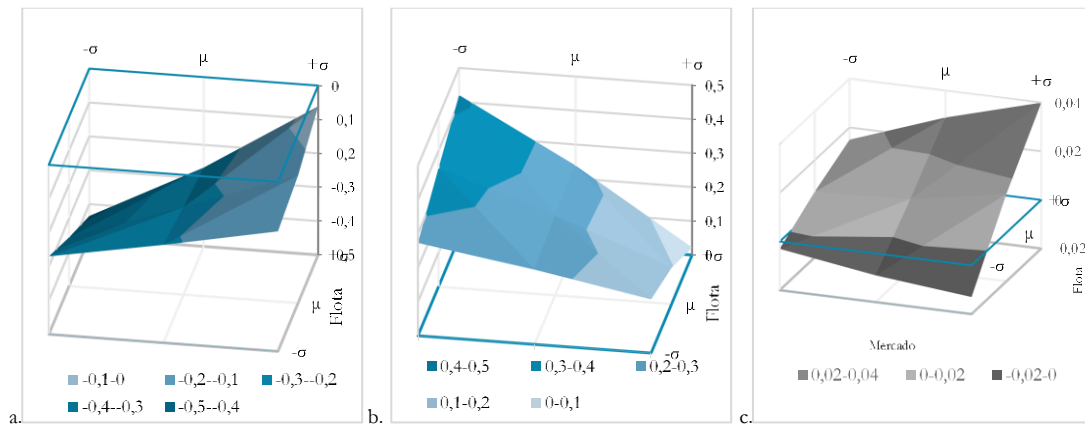 -σ
μ
+σ
0
0,1
0,2
-0,3
-0,1
10,5
σ
μ
-σ
Flota
-0,1-0
-0,2--0,1
-0,3--0,2
-0,4--0,3
-0,5--0,4
a.
-σ
μ
+σ
0,5
0,4
0,3
0,2
0,1
0σ
μ
-σ
Flota
0,4-0,5
0,3-0,4
0,2-0,3
0,1-0,2
0-0,1
b.
-σ
μ
+σ
0,04
0,02
+σ
μ
-σ
0,02
Flota
Mercado
0,02-0,04
0-0,02
-0,02-0
c.